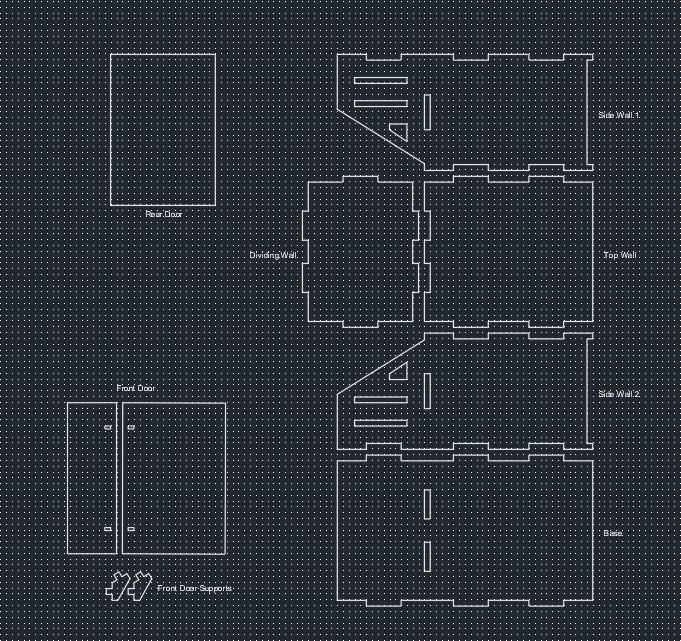 Side Wall 1
Rear Door
Dividing Wall
Top Wall
Front Door
Side Wall 2
Base
Front Door Supports